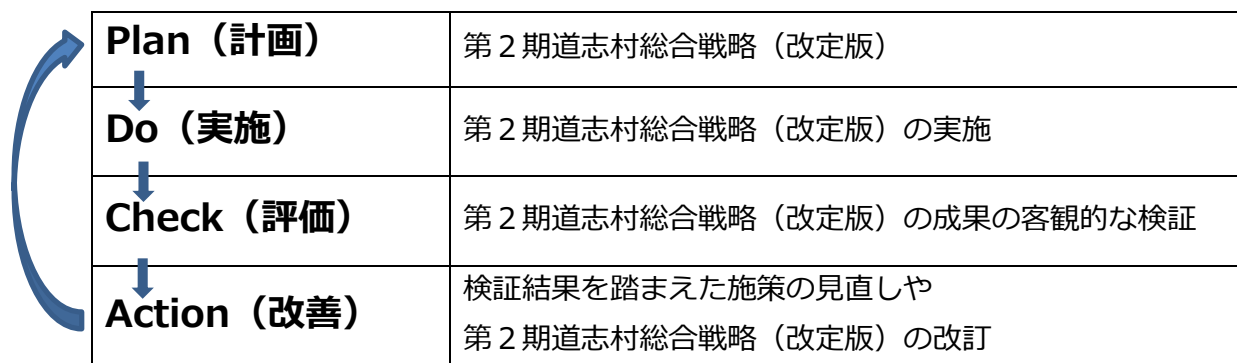 Plan（計画）
第２期道志村総合戦略（改定版）
Do（実施）
第２期道志村総合戦略（改定版）の実施
Check（評価）
第２期道志村総合戦略（改定版）の成果の客観的な検証
Action（改善）
検証結果を踏まえた施策の見直しや
第２期道志村総合戦略（改定版）の改訂